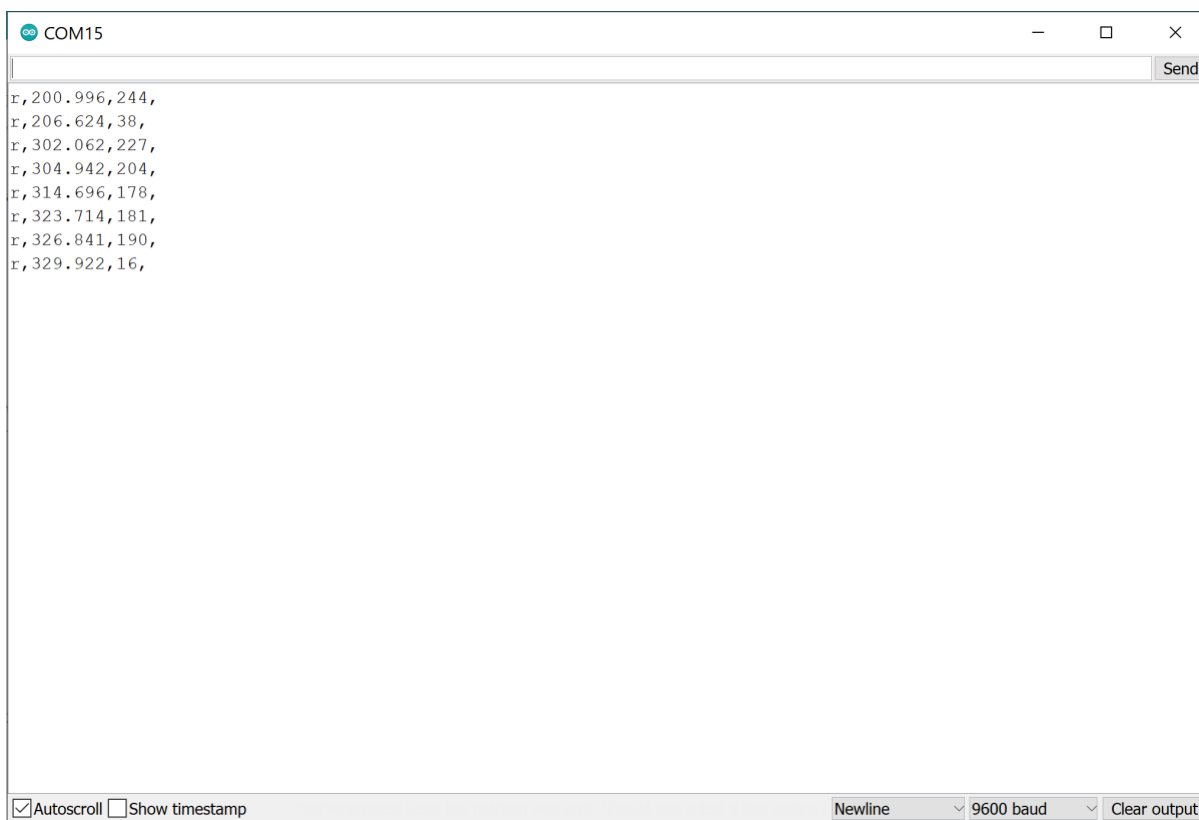 COM15
Send
r,200.996,244,
r,206.624,38,
r,302.062,227,
r,304.942,204,
r,314.696,178,
r,323.714,181,
r,326.841,190,
r,329.922,16,
Autoscroll Show timestamp Newline 9600 baud Clear output